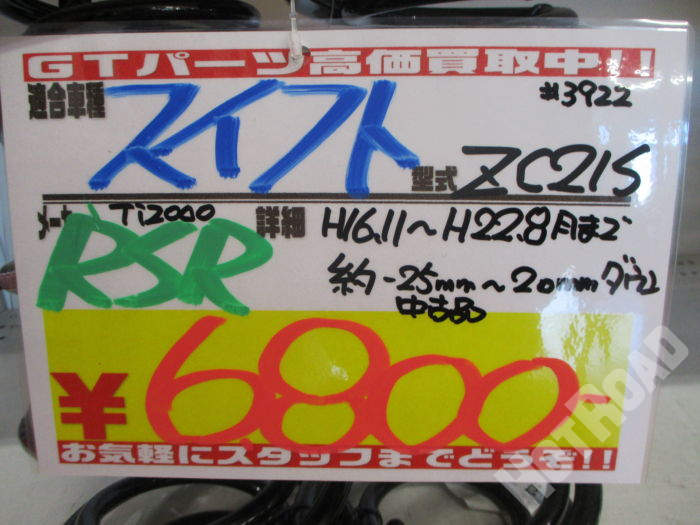 GTパーツ高価買取中!!
適合車種
#3922
スイフト
型式 ZC21S
メーカー Ti2000
詳細 H16.11～H22.8月まで
RSR
約-25mm～20mmダウン
中古品
¥6,800-
お気軽にスタッフまでどうぞ!!
HOTROAD